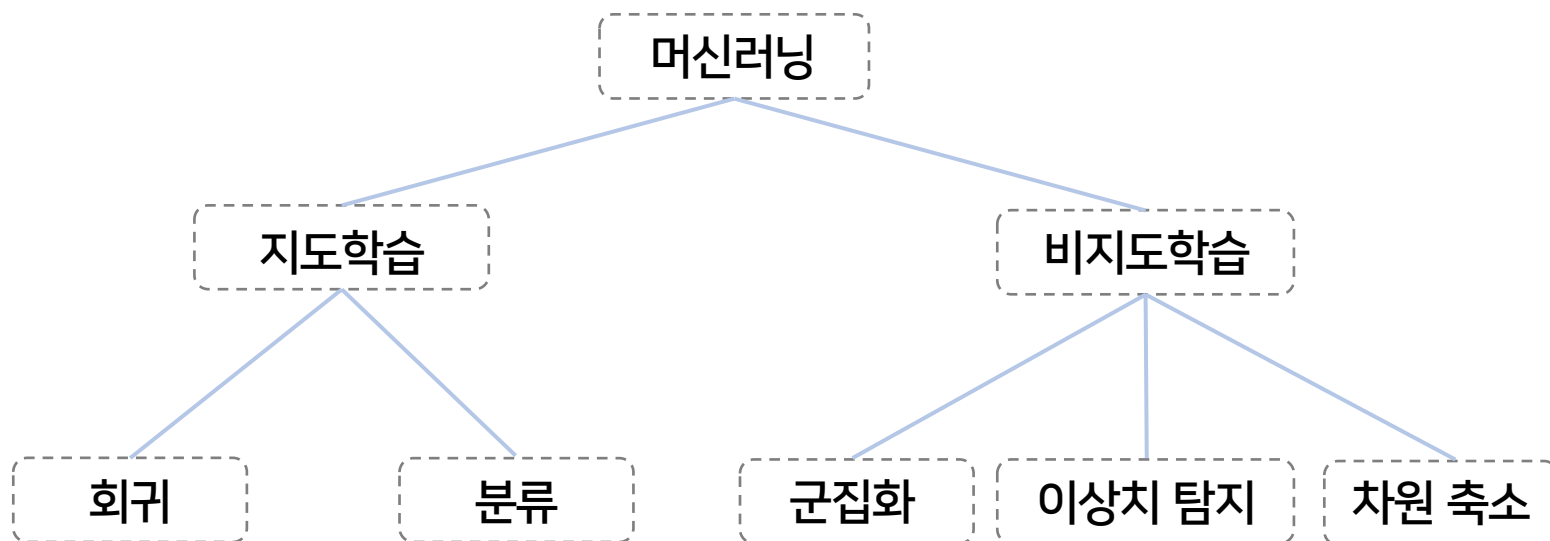 머신러닝
지도학습
비지도학습
회귀
분류
군집화
이상치 탐지
차원 축소